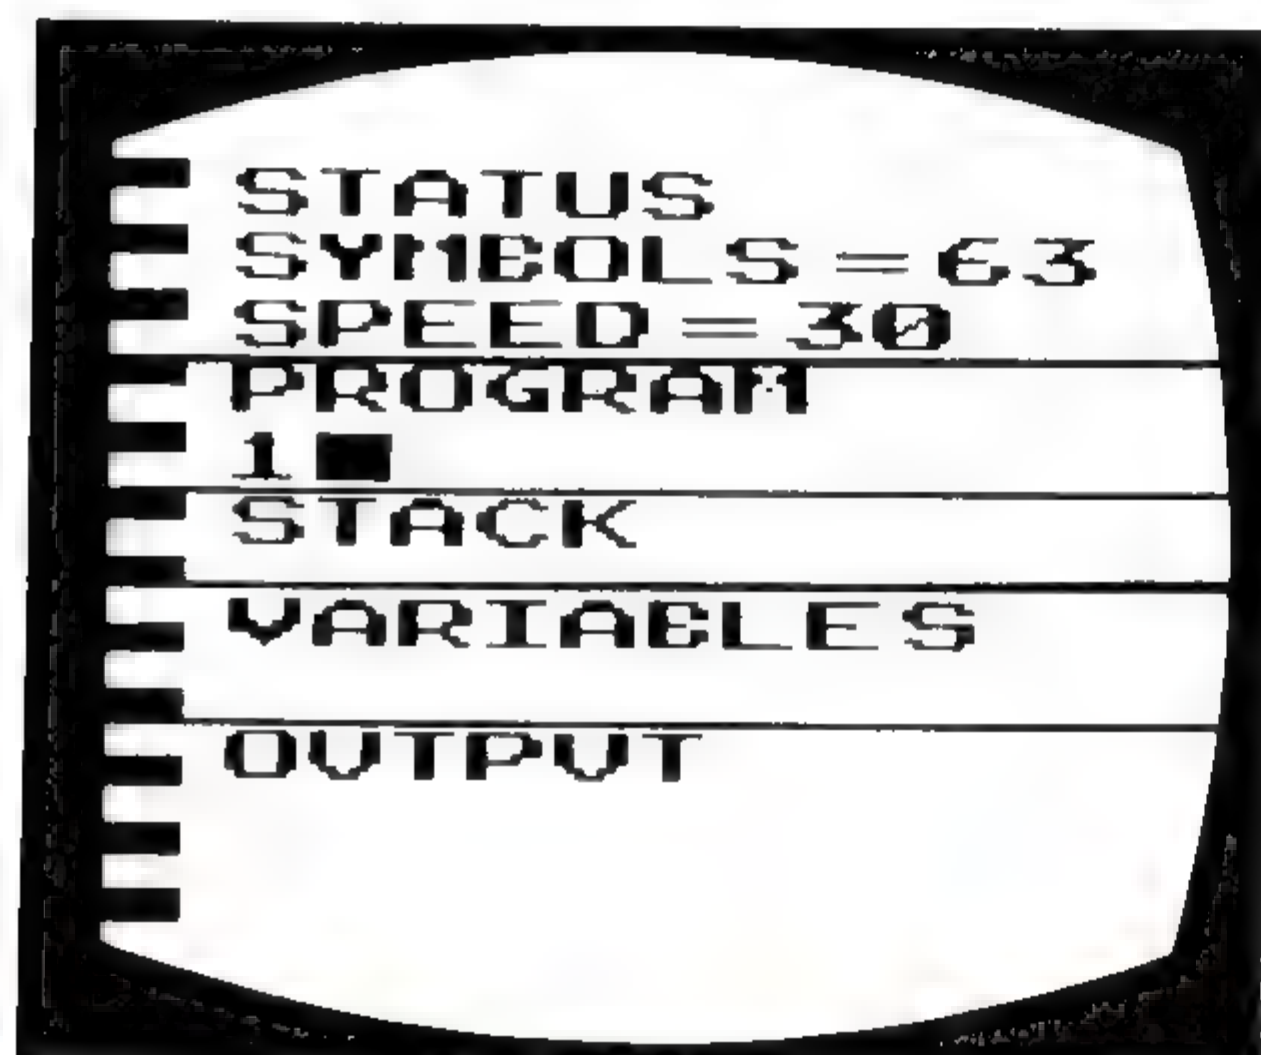 STATUS
SYMBOLS=63
SPEED=30
PROGRAM
1
STACK
VARIABLES
OUTPUT